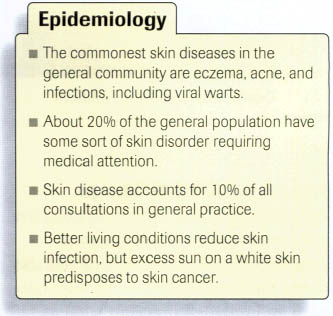 Epidemiology
■ The commonest skin diseases in the
general community are eczema, acne, and
infections, including viral warts.
■ About 20% of the general population have
some sort of skin disorder requiring
medical attention.
■ Skin disease accounts for 10% of all
consultations in general practice.
■ Better living conditions reduce skin
infection, but excess sun on a white skin
predisposes to skin cancer.